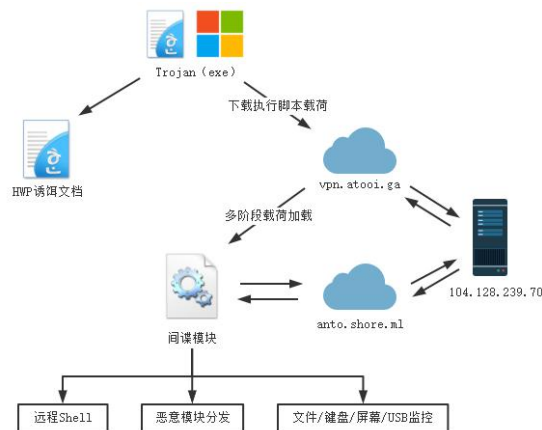 Trojan（exe）
下载执行脚本载荷
HWP诱饵文档
vpn.atooi.ga
多阶段载荷加载
104.128.239.70
间谍模块
anto.shore.ml
远程Shell
恶意模块分发
文件/键盘/屏幕/USB监控